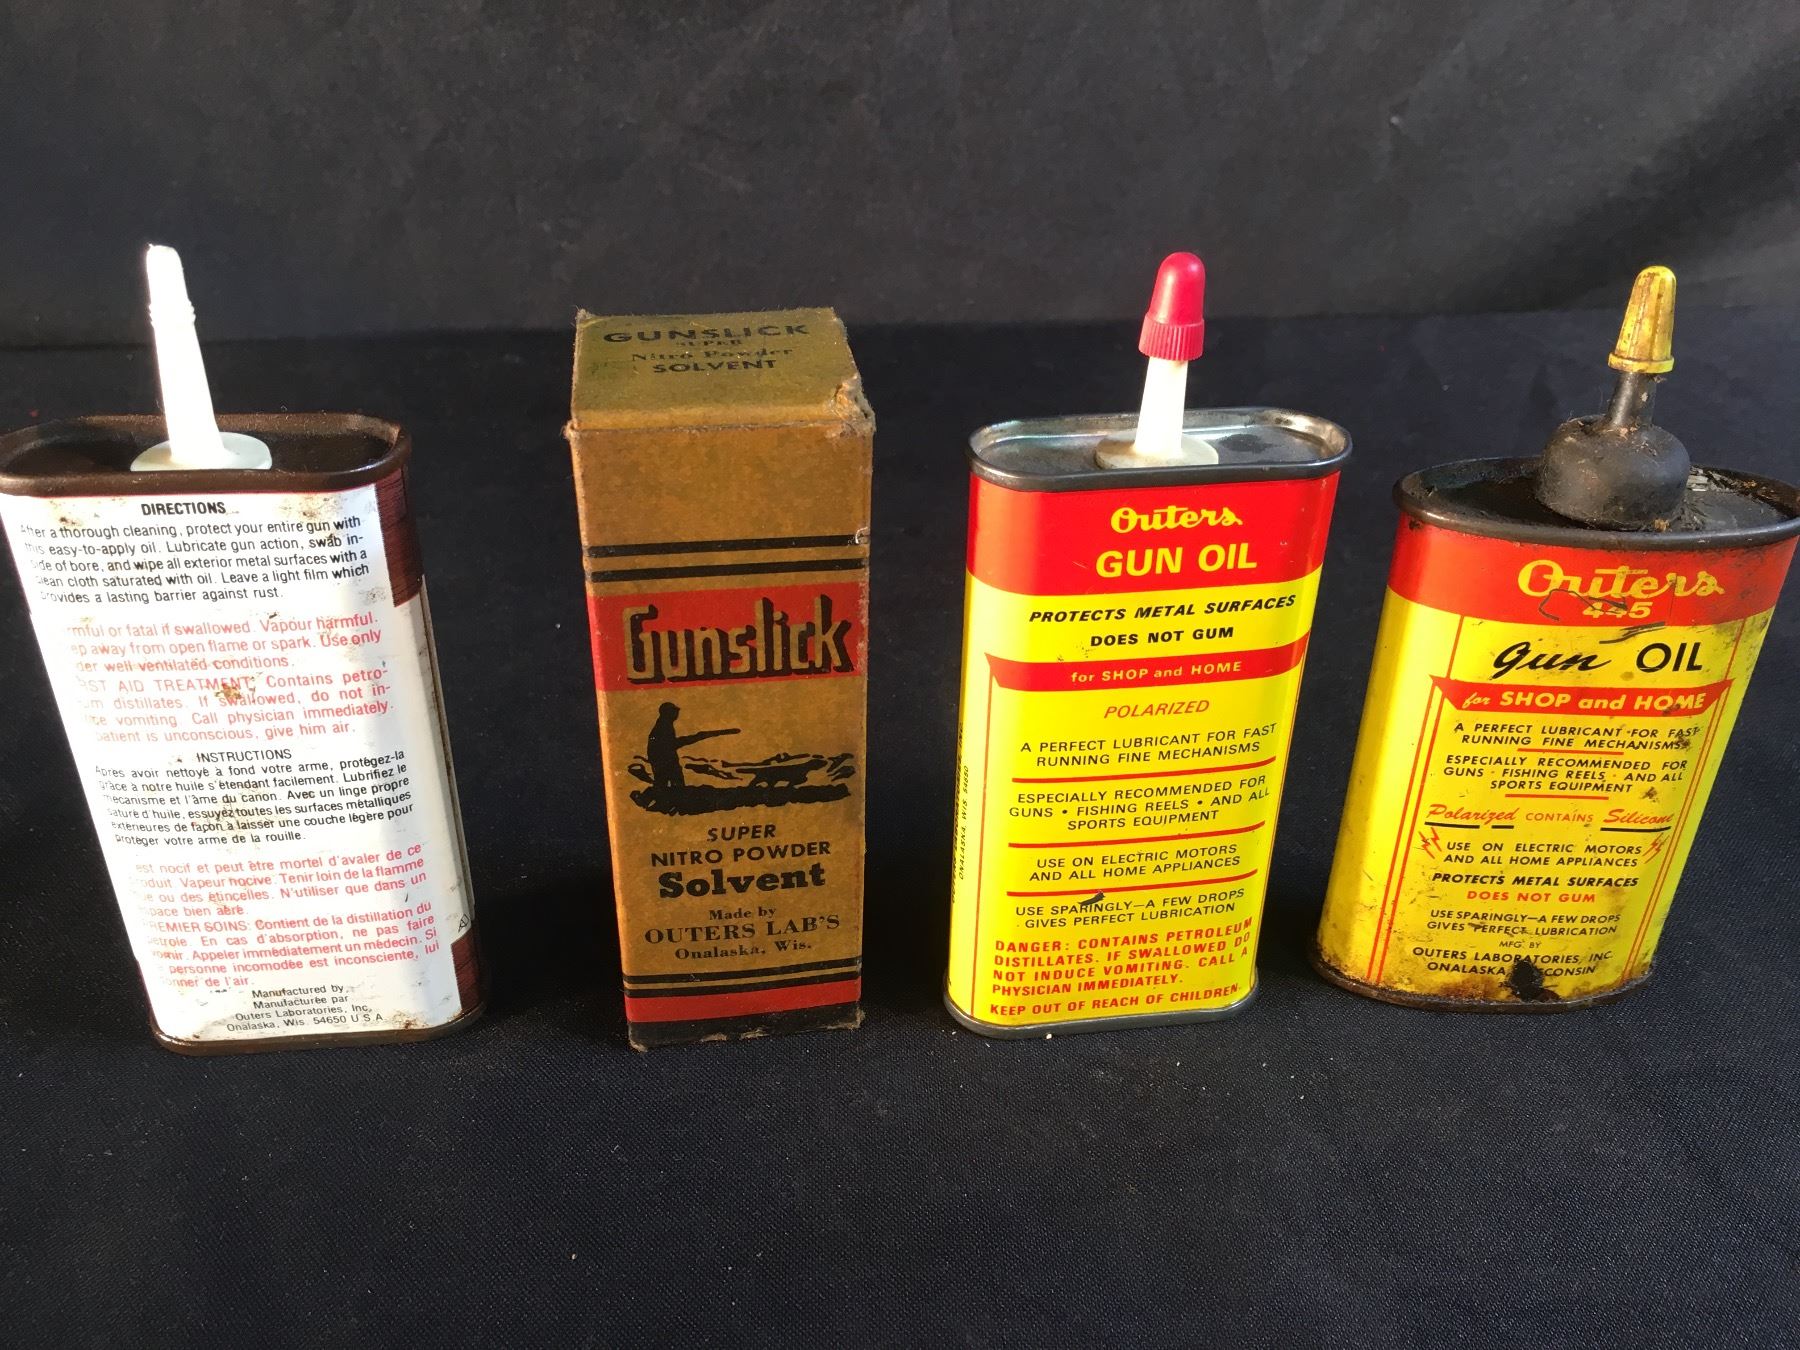 DIRECTIONS
After a thorough cleaning, protect your entire gun with
this easy-to-apply oil. Lubricate gun action, swab in-
side of bore, and wipe all exterior metal surfaces with a
clean cloth saturated with oil. Leave a light film which
provides a lasting barrier against rust.
if swallowed. Vapour harmful.
away from open flame or spark. Use only
well ventilated conditions.
AID TREATMENT: Contains petro-
distillates. If swallowed, do not in-
vomiting. Call physician immediately.
is unconscious, give him air.
INSTRUCTIONS
Apres avoir nettoyé à fond votre arme, protégez-la
grâce à notre huile s'étendant facilement. Lubrifiez le
mécanisme et l'âme du canon. Avec un linge propre
d'huile, essuyez toutes les surfaces métalliques
extérieures de façon à laisser une couche légère pour
protéger votre arme de la rouille.
est nocif et peut être mortel d'avaler de ce
Vapeur nocive. Tenir loin de la flamme
ou des étincelles. N'utiliser que dans un
bien aéré.
PREMIER SOINS: Contient de la distillation du
pétrole. En cas d'absorption, ne pas faire
vomir. Appeler immédiatement un médecin. Si
personne incomodée est inconsciente, lui
donner de l'air.
Manufactured by
Manufacturée par
Outers Laboratories, Inc,
Onalaska, Wis. 54650 U S A
GUNSLICK
SUPER
Nitro Powder
SOLVENT
Gunslick
SUPER
NITRO POWDER
Solvent
Made by
OUTERS LAB'S
Onalaska, Wis.
Outers
GUN OIL
PROTECTS METAL SURFACES
DOES NOT GUM
for SHOP and HOME
POLARIZED
A PERFECT LUBRICANT FOR FAST
RUNNING FINE MECHANISMS
ESPECIALLY RECOMMENDED FOR
GUNS • FISHING REELS • AND ALL
SPORTS EQUIPMENT
USE ON ELECTRIC MOTORS
AND ALL HOME APPLIANCES
USE SPARINGLY—A FEW DROPS
GIVES PERFECT LUBRICATION
DANGER: CONTAINS PETROLEUM
DISTILLATES. IF SWALLOWED DO
NOT INDUCE VOMITING. CALL A
PHYSICIAN IMMEDIATELY.
KEEP OUT OF REACH OF CHILDREN.
ONALASKA, WIS. 54650
Outers
445
gun OIL
for SHOP and HOME
A PERFECT LUBRICANT FOR FAST
RUNNING FINE MECHANISMS
ESPECIALLY RECOMMENDED FOR
GUNS • FISHING REELS • AND ALL
SPORTS EQUIPMENT
Polarized CONTAINS Silicone
USE ON ELECTRIC MOTORS
AND ALL HOME APPLIANCES
PROTECTS METAL SURFACES
DOES NOT GUM
USE SPARINGLY—A FEW DROPS
GIVES PERFECT LUBRICATION
MFG. BY
OUTERS LABORATORIES, INC.
ONALASKA WISCONSIN